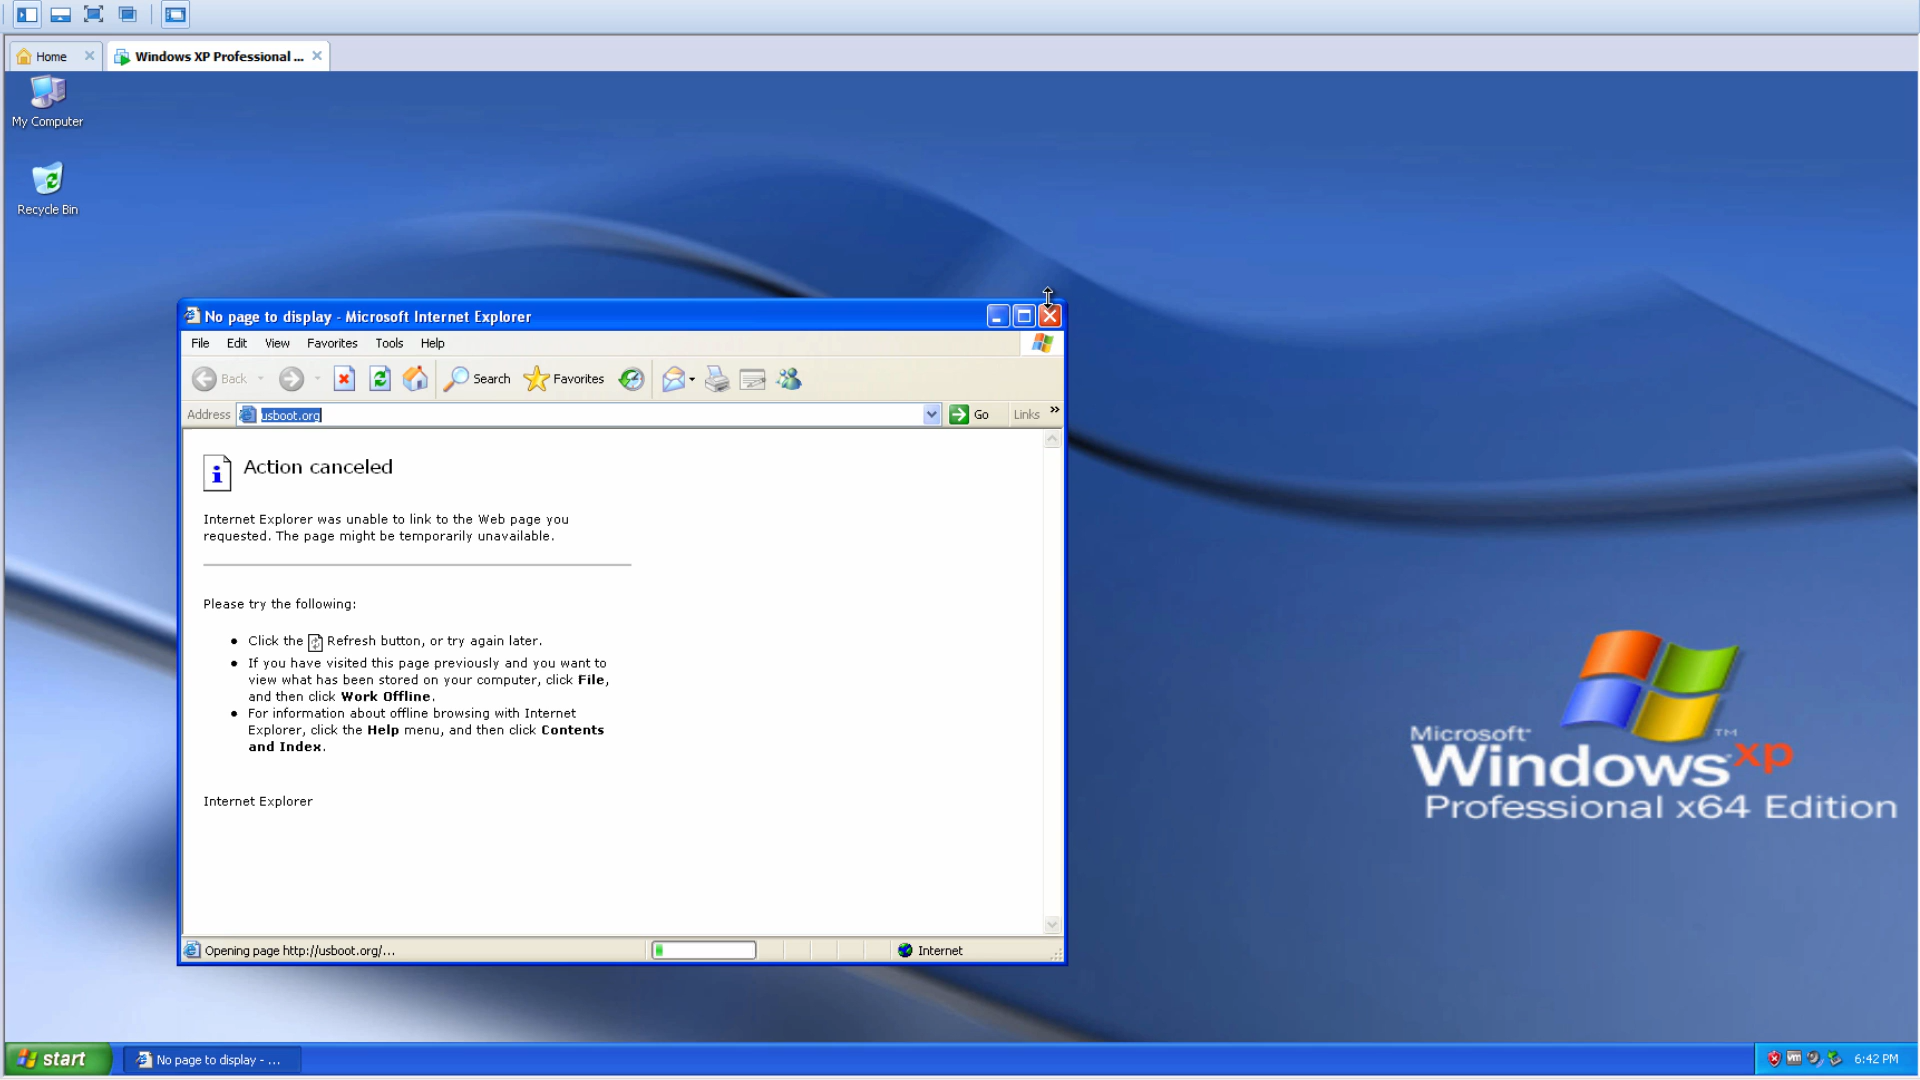 Home
Windows XP Professional ...
My Computer
Recycle Bin
No page to display - Microsoft Internet Explorer
File Edit View Favorites Tools Help
Back Search Favorites
Address usboot.org Go Links »
Action canceled
Internet Explorer was unable to link to the Web page you
requested. The page might be temporarily unavailable.
Please try the following:
Click the Refresh button, or try again later.
If you have visited this page previously and you want to
view what has been stored on your computer, click File,
and then click Work Offline.
For information about offline browsing with Internet
Explorer, click the Help menu, and then click Contents
and Index.
Internet Explorer
Opening page http://usboot.org/... Internet
Microsoft
Windows xp ™
Professional x64 Edition
start No page to display - ... 6:42 PM